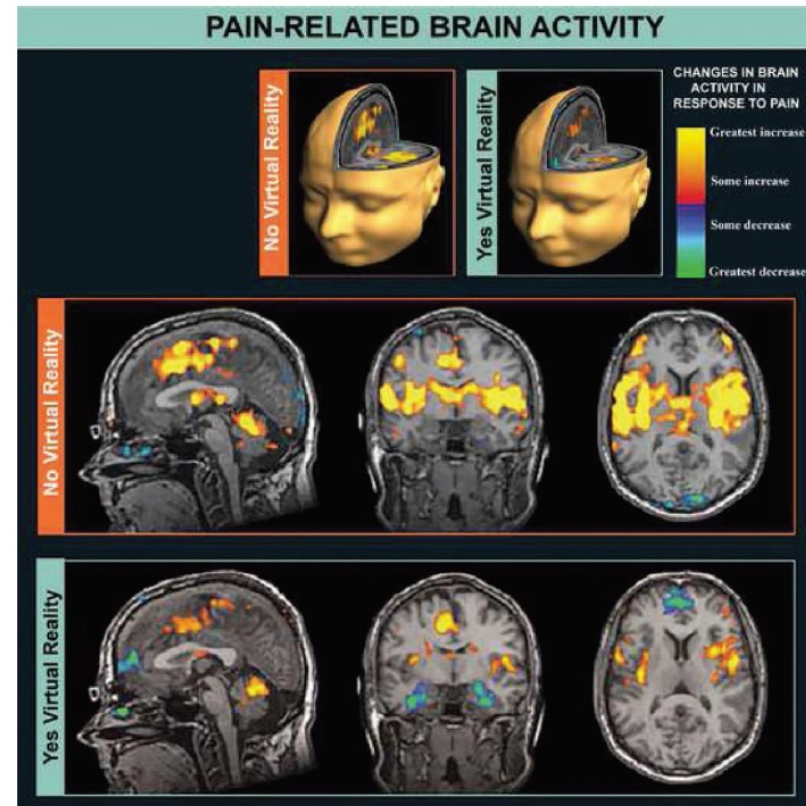 PAIN-RELATED BRAIN ACTIVITY
No Virtual Reality
Yes Virtual Reality
CHANGES IN BRAIN
ACTIVITY IN
RESPONSE TO PAIN
Greatest increase
Some increase
Some decrease
Greatest decrease
No Virtual Reality
Yes Virtual Reality